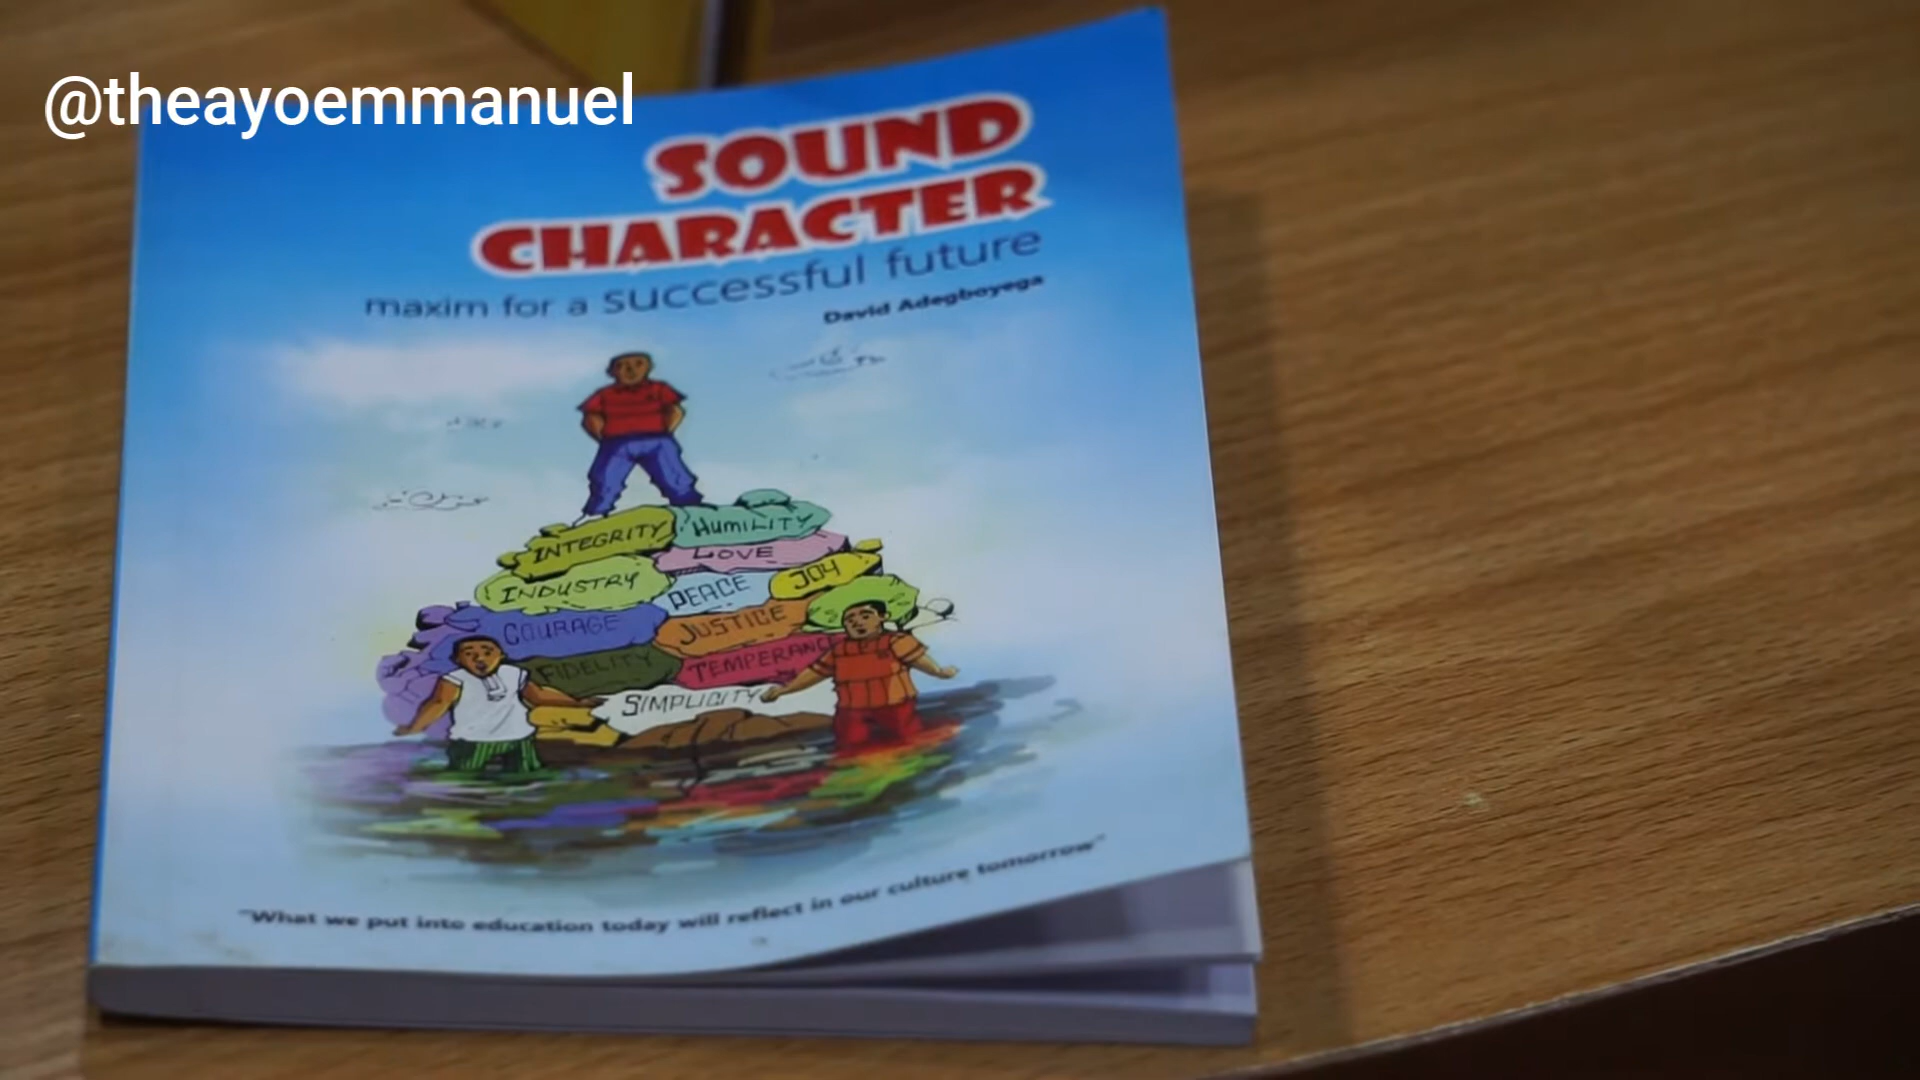 @theayoemmanuel
SOUND
CHARACTER
maxim for a successful future
David Adegboyega
INTEGRITY
HUMILITY
LOVE
INDUSTRY
PEACE
JOY
COURAGE
JUSTICE
FIDELITY
TEMPERANC
SIMPLICITY
"What we put into education today will reflect in our culture tomorrow"